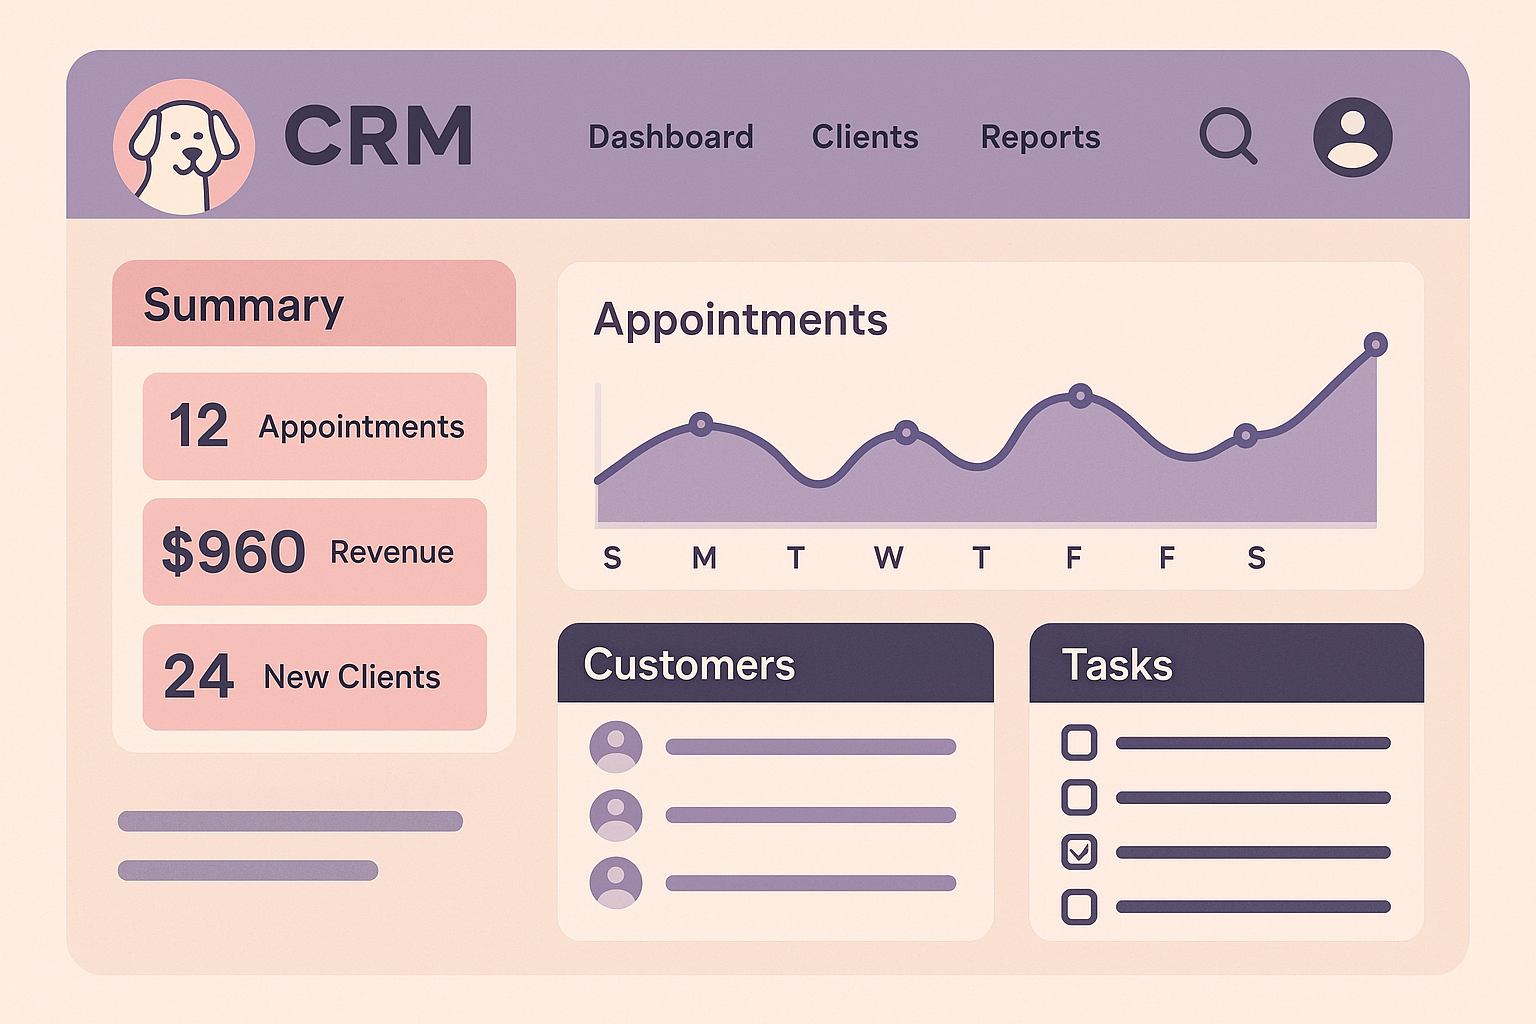 CRM
Dashboard
Clients
Reports
Summary
12 Appointments
$960 Revenue
24 New Clients
Appointments
S M T W T F F S
Customers
Tasks